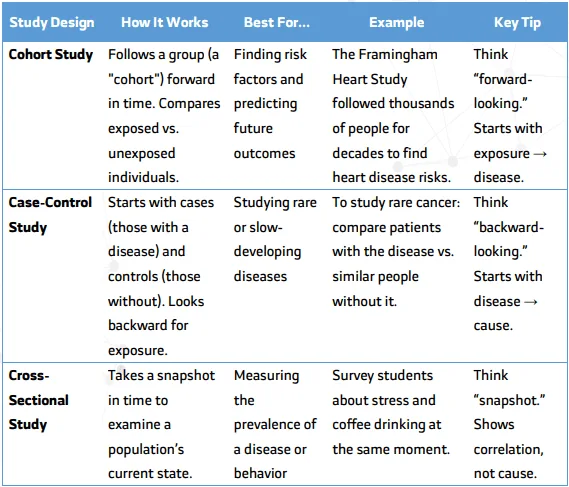 Study Design How It Works Best For... Example Key Tip
Cohort Study Follows a group (a Finding risk The Framingham Think
"cohort") forward factors and Heart Study “forward-
in time. Compares predicting followed thousands looking.”
exposed vs. future of people for Starts with
unexposed outcomes decades to find exposure →
individuals. heart disease risks. disease.
Case-Control Starts with cases Studying rare To study rare cancer: Think
Study (those with a or slow- compare patients “backward-
disease) and developing with the disease vs. looking.”
controls (those diseases similar people Starts with
without). Looks without it. disease →
backward for cause.
exposure.
Cross- Takes a snapshot Measuring Survey students Think
Sectional in time to the about stress and “snapshot.”
Study examine a prevalence of coffee drinking at Shows
population’s a disease or the same moment. correlation,
current state. behavior not cause.